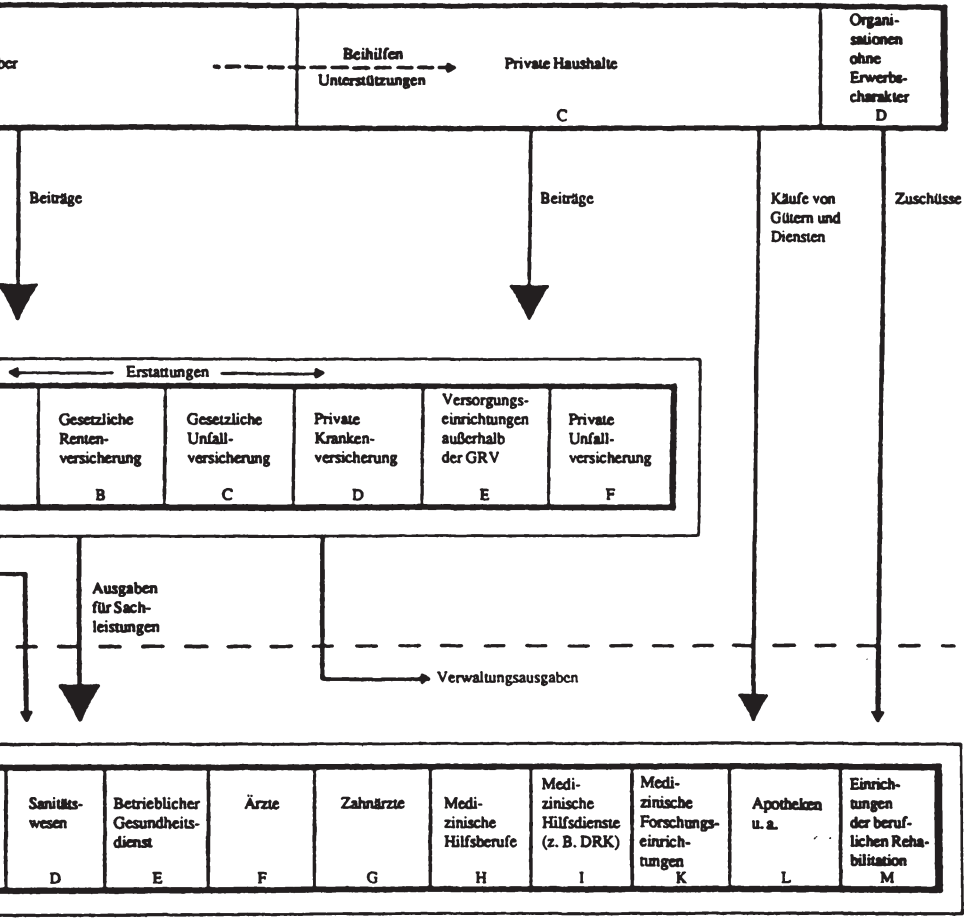 Organi-
sationen
ohne
Erwerbs-
charakter
D
Beihilfen
Unterstützungen
Private Haushalte
C
Beiträge
Beiträge
Käufe von
Gütern und
Diensten
Zuschüsse
Erstattungen
Gesetzliche
Renten-
versicherung
B
Gesetzliche
Unfall-
versicherung
C
Private
Kranken-
versicherung
D
Versorgungs-
einrichtungen
außerhalb
der GRV
E
Private
Unfall-
versicherung
F
Ausgaben
für Sach-
leistungen
Verwaltungsausgaben
Sanitäts-
wesen
D
Betrieblicher
Gesundheits-
dienst
E
Ärzte
F
Zahnärzte
G
Medi-
zinische
Hilfsberufe
H
Medi-
zinische
Hilfsdienste
(z. B. DRK)
I
Medi-
zinische
Forschungs-
einrich-
tungen
K
Apotheken
u. a.
L
Einrich-
tungen
der beruf-
lichen Reha-
bilitation
M